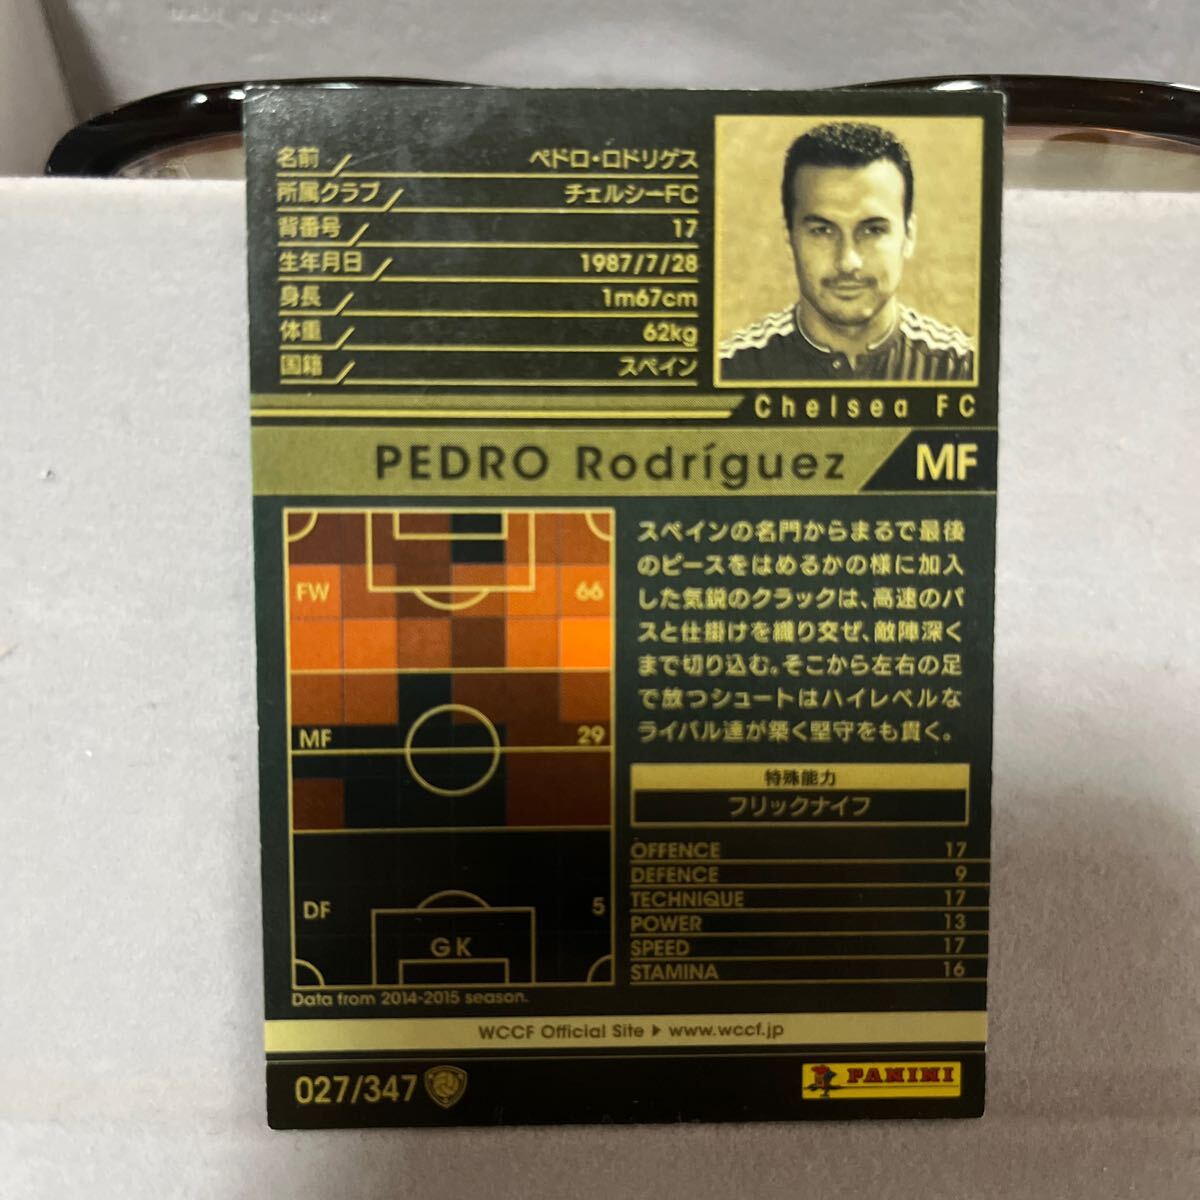 名前 ペドロ・ロドリゲス
所属クラブ チェルシーFC
背番号 17
生年月日 1987/7/28
身長 1m67cm
体重 62kg
国籍 スペイン
Chelsea FC
PEDRO Rodríguez MF
FW 66
MF 29
DF 5
GK
Data from 2014-2015 season.
スペインの名門からまるで最後
のピースをはめるかの様に加入
した気鋭のクラックは、高速のパ
スと仕掛けを織り交ぜ、敵陣深く
まで切り込む。そこから左右の足
で放つシュートはハイレベルな
ライバル達が築く堅守をも貫く。
特殊能力
フリックナイフ
OFFENCE 17
DEFENCE 9
TECHNIQUE 17
POWER 13
SPEED 17
STAMINA 16
WCCF Official Site ▶ www.wccf.jp
027/347
PANINI